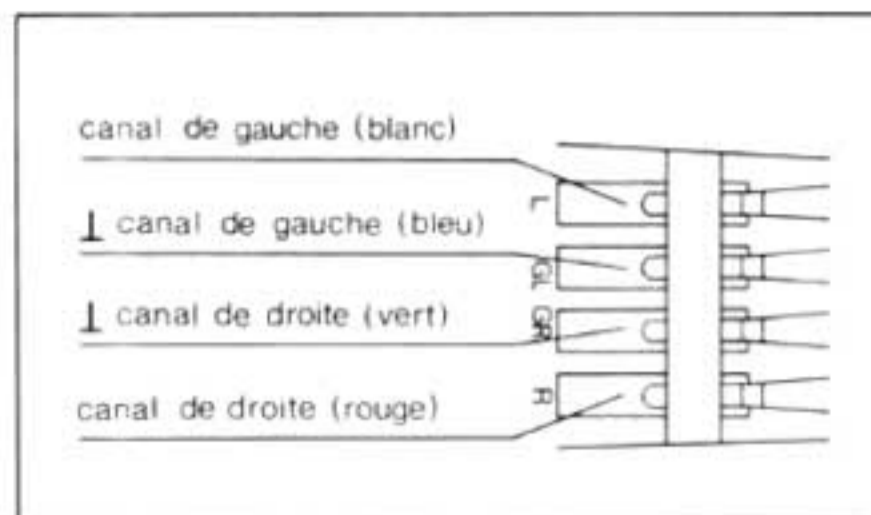 canal de gauche (blanc)
L
⊥ canal de gauche (bleu)
GL
⊥ canal de droite (vert)
GR
canal de droite (rouge)
R